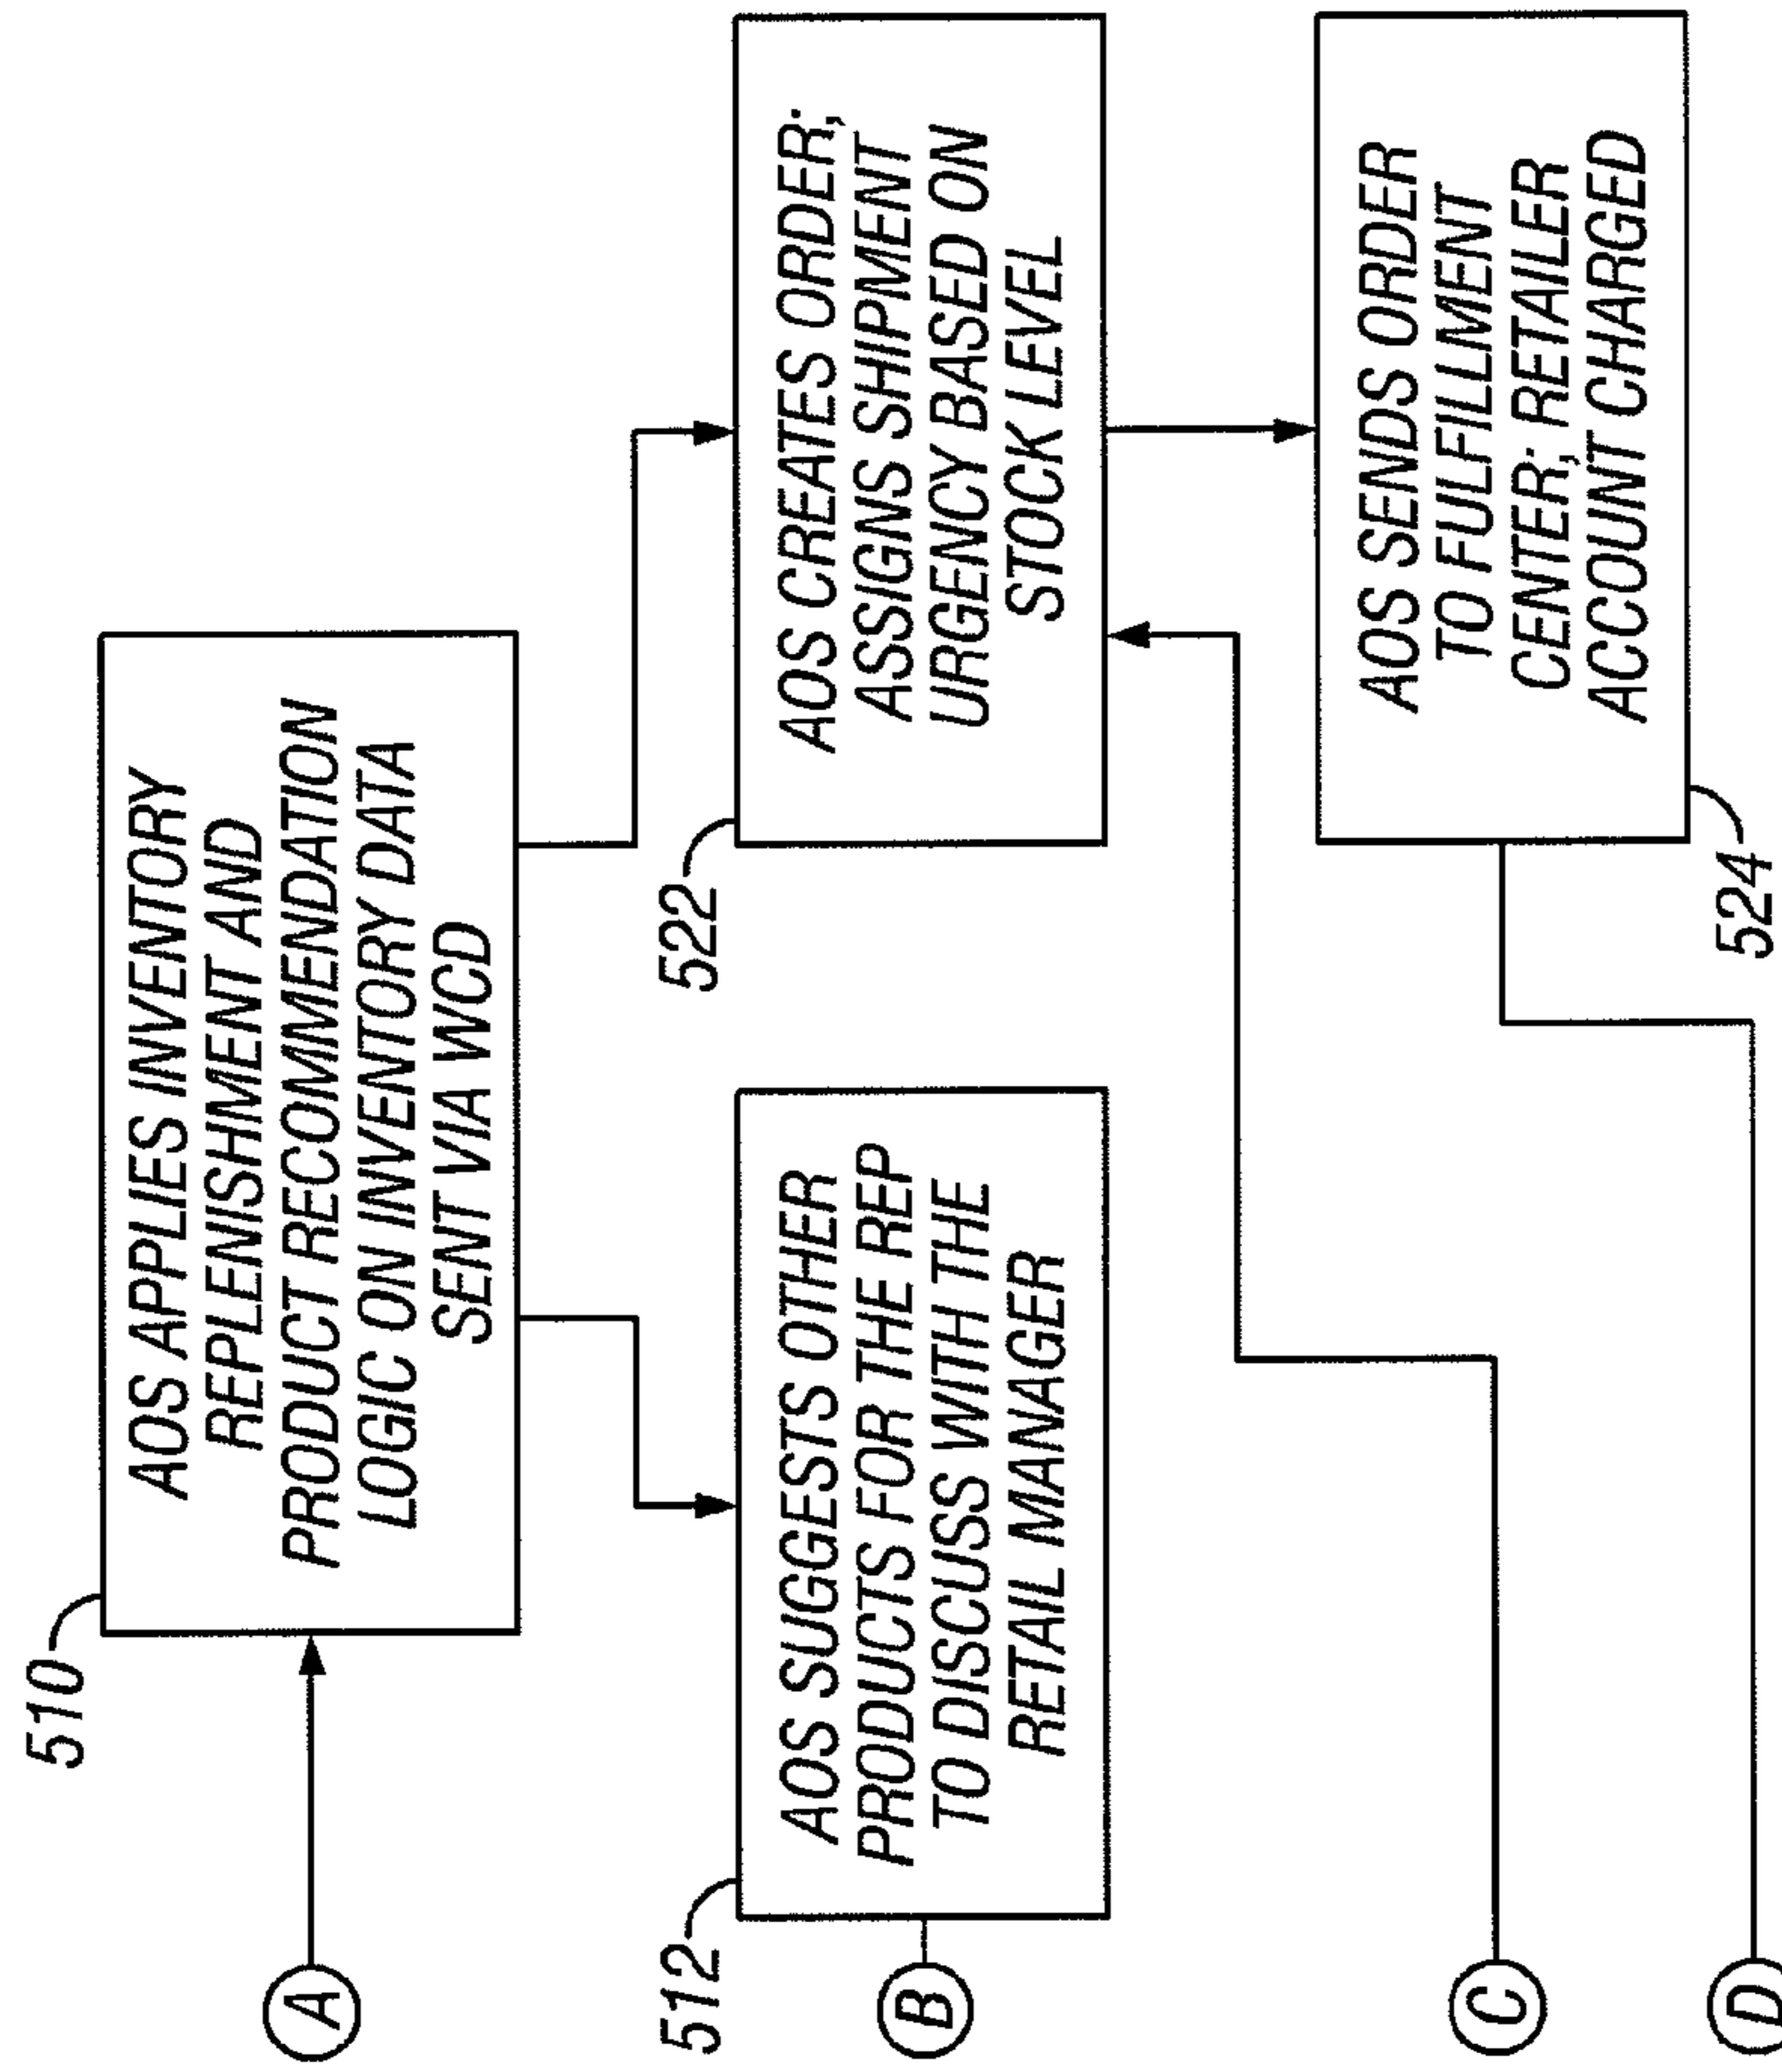 510
AOS APPLIES INVENTORY
REPLENISHMENT AND
PRODUCT RECOMMENDATION
LOGIC ON INVENTORY DATA
SENT VIA WCD
A
512
AOS SUGGESTS OTHER
PRODUCTS FOR THE REP
TO DISCUSS WITH THE
RETAIL MANAGER
B
522
AOS CREATES ORDER;
ASSIGNS SHIPMENT
URGENCY BASED ON
STOCK LEVEL
C
AOS SENDS ORDER
TO FULFILLMENT
CENTER; RETAILER
ACCOUNT CHARGED
524
D